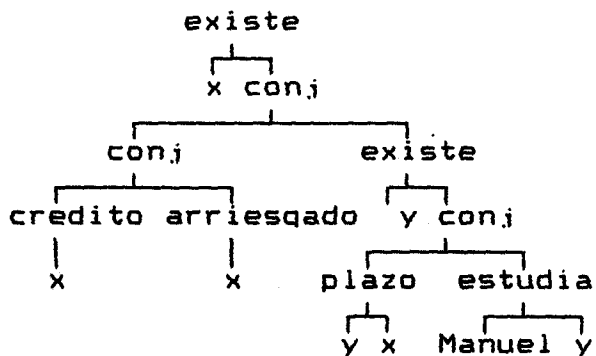 existe
x conj
conj existe
credito arriesgado y conj
x x plazo estudia
y x Manuel y